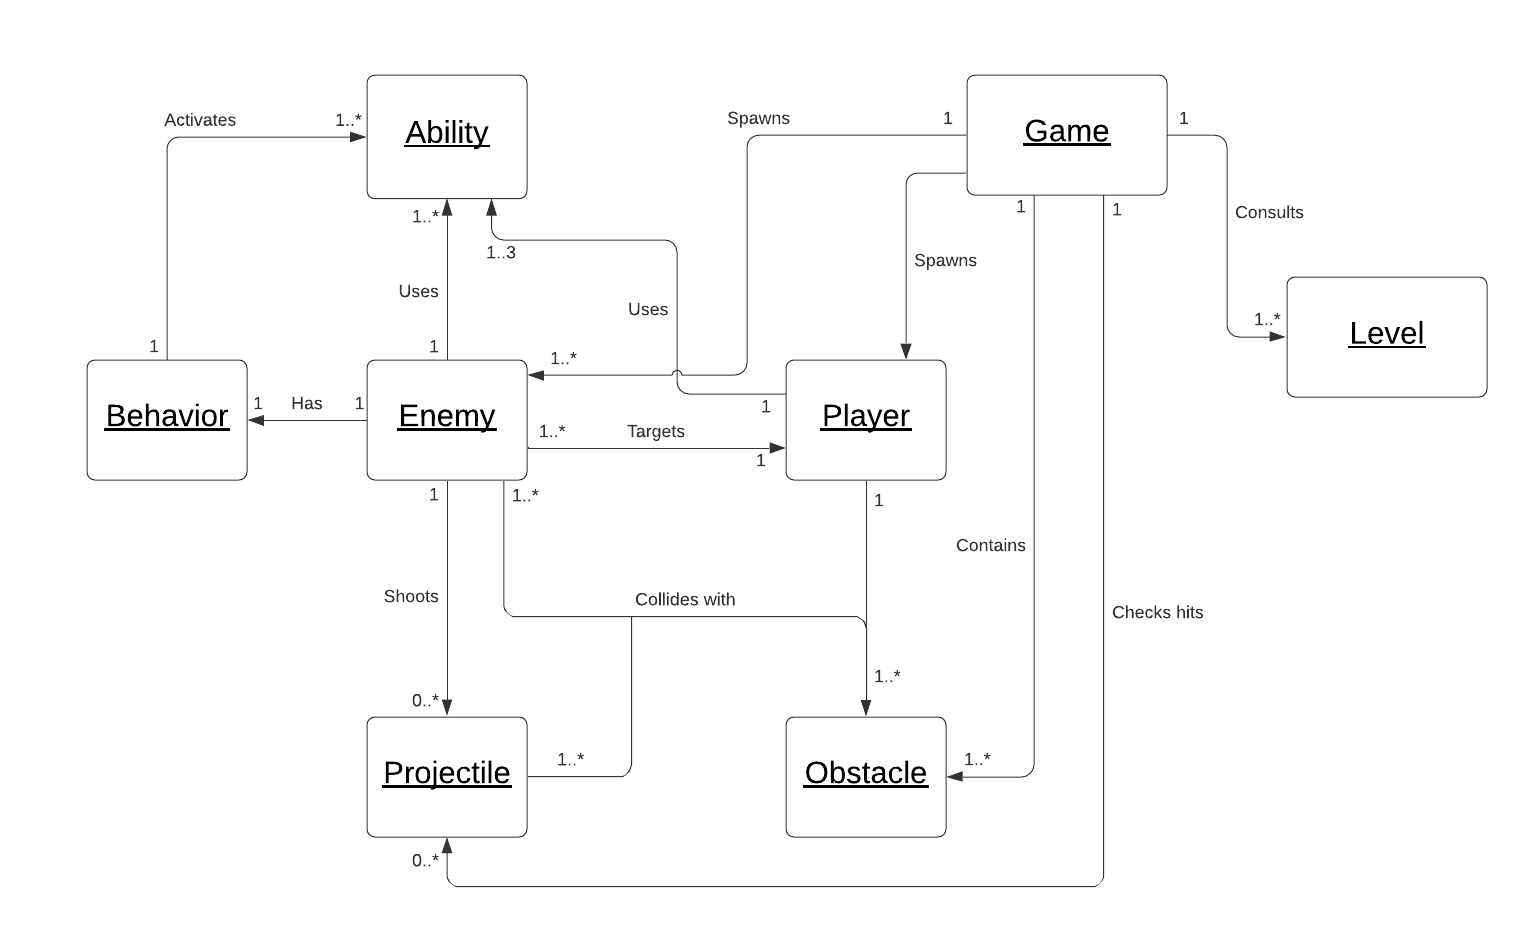 Activates
1..*
Ability
Spawns
1
Game
1
1..*
1..3
1
1
Consults
Spawns
Uses
Uses
1..*
Level
1
1
1..*
Behavior
1
Has
1
Enemy
1..*
Targets
1
1
Player
1
1..*
1
Contains
Shoots
Collides with
Checks hits
0..*
1..*
Projectile
1..*
Obstacle
1..*
0..*